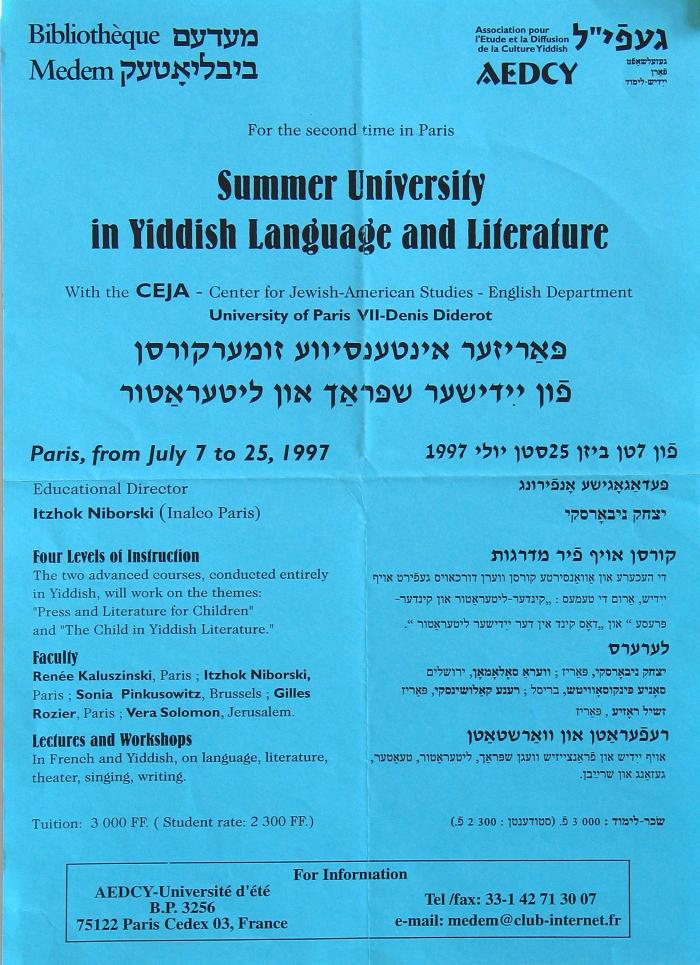 Bibliothèque מעדעם
Medem ביבליאָטעק
Association pour
l'Etude et la Diffusion
de la Culture Yiddish
AEDCY
געפֿי"ל
געזעלשאַפֿט
פֿאַרן
ייִדיש-לימוד
For the second time in Paris
Summer University
in Yiddish Language and Literature
With the CEJA - Center for Jewish-American Studies - English Department
University of Paris VII-Denis Diderot
פּאַריזער אינטענסיווע זומערקורסן
פֿון ייִדישער שפּראַך און ליטעראַטור
Paris, from July 7 to 25, 1997
Educational Director
Itzhok Niborski (Inalco Paris)
Four Levels of Instruction
The two advanced courses, conducted entirely
in Yiddish, will work on the themes:
"Press and Literature for Children"
and "The Child in Yiddish Literature."
Faculty
Renée Kaluszinski, Paris ; Itzhok Niborski,
Paris ; Sonia Pinkusowitz, Brussels ; Gilles
Rozier, Paris ; Vera Solomon, Jerusalem.
Lectures and Workshops
In French and Yiddish, on language, literature,
theater, singing, writing.
Tuition: 3 000 FF. ( Student rate: 2 300 FF.)
פֿון 7טן ביזן 25סטן יולי 1997
פּעדאַגאָגישע אָנפֿירונג
יצחק ניבאָרסקי
קורסן אויף פֿיר מדרגות
די העכערע און אַוואַנסירטע קורסן ווערן דורכאויס געפֿירט אויף
ייִדיש, אַרום די טעמעס : „קינדער-ליטעראַטור און קינדער-
פּרעסע “ און „דאָס קינד אין דער ייִדישער ליטעראַטור “.
לערערס
יצחק ניבאָרסקי, פּאַריז ; וועראַ סאָלאָמאָן, ירושלים
סאָניע פּינקוסאָוויטש, בריסל ; רענע קאַלושינסקי, פּאַריז
זשיל ראָזיע , פּאַריז
רעפֿעראַטן און וואַרשטאַטן
אויף ייִדיש און פֿראַנצייזיש וועגן שפּראַך, ליטעראַטור, טעאַטער,
געזאַנג און שרײַבן.
שׂכר-לימוד : 000 3 פֿ. (סטודענטן : 300 2 פֿ.)
For Information
AEDCY-Université d'été
B.P. 3256
75122 Paris Cedex 03, France
Tel /fax: 33-1 42 71 30 07
e-mail: medem@club-internet.fr